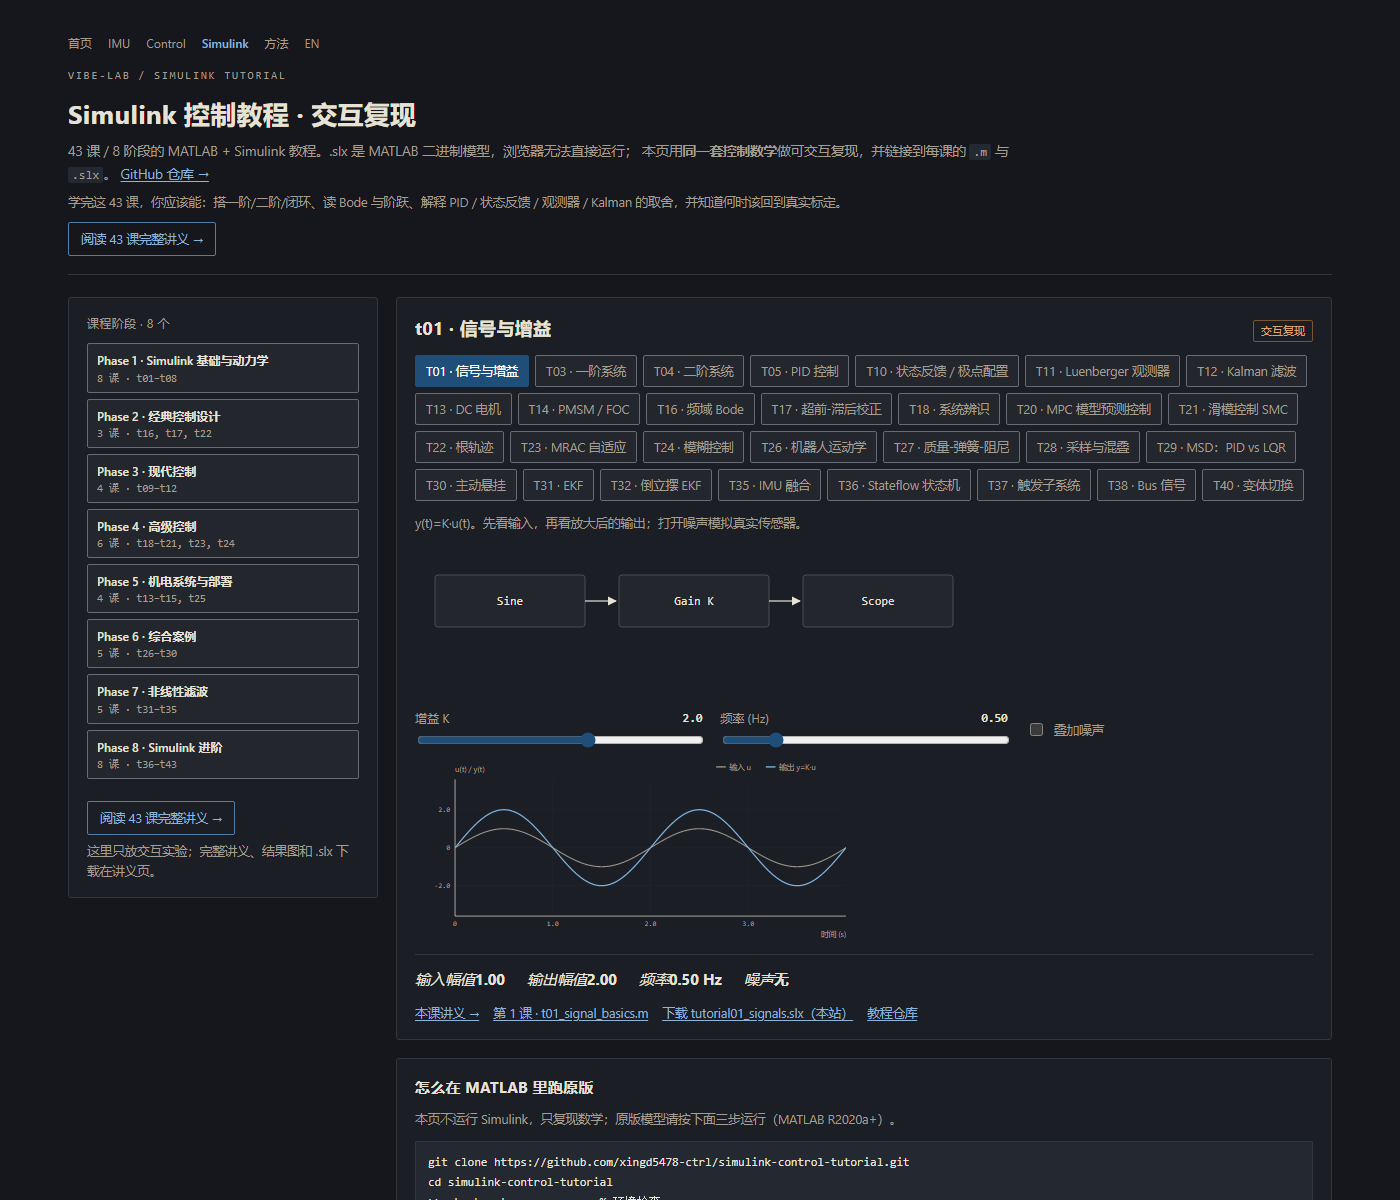 首页 IMU Control Simulink 方法 EN
VIBE-LAB / SIMULINK TUTORIAL
Simulink 控制教程 · 交互复现
43 课 / 8 阶段的 MATLAB + Simulink 教程。.slx 是 MATLAB 二进制模型，浏览器无法直接运行； 本页用同一套控制数学做可交互复现，并链接到每课的 .m 与
.slx。 GitHub 仓库 →
学完这 43 课，你应该能：搭一阶/二阶/闭环、读 Bode 与阶跃、解释 PID / 状态反馈 / 观测器 / Kalman 的取舍，并知道何时该回到真实标定。
阅读 43 课完整讲义 →
课程阶段 · 8 个
Phase 1 · Simulink 基础与动力学
8 课 · t01–t08
Phase 2 · 经典控制设计
3 课 · t16, t17, t22
Phase 3 · 现代控制
4 课 · t09–t12
Phase 4 · 高级控制
6 课 · t18–t21, t23, t24
Phase 5 · 机电系统与部署
4 课 · t13–t15, t25
Phase 6 · 综合案例
5 课 · t26–t30
Phase 7 · 非线性滤波
5 课 · t31–t35
Phase 8 · Simulink 进阶
8 课 · t36–t43
阅读 43 课完整讲义 →
这里只放交互实验；完整讲义、结果图和 .slx 下
载在讲义页。
t01 · 信号与增益
交互复现
T01 · 信号与增益 T03 · 一阶系统 T04 · 二阶系统 T05 · PID 控制 T10 · 状态反馈 / 极点配置 T11 · Luenberger 观测器 T12 · Kalman 滤波
T13 · DC 电机 T14 · PMSM / FOC T16 · 频域 Bode T17 · 超前-滞后校正 T18 · 系统辨识 T20 · MPC 模型预测控制 T21 · 滑模控制 SMC
T22 · 根轨迹 T23 · MRAC 自适应 T24 · 模糊控制 T26 · 机器人运动学 T27 · 质量-弹簧-阻尼 T28 · 采样与混叠 T29 · MSD：PID vs LQR
T30 · 主动悬挂 T31 · EKF T32 · 倒立摆 EKF T35 · IMU 融合 T36 · Stateflow 状态机 T37 · 触发子系统 T38 · Bus 信号 T40 · 变体切换
y(t)=K·u(t)。先看输入，再看放大后的输出；打开噪声模拟真实传感器。
Sine Gain K Scope
增益 K 2.0 频率 (Hz) 0.50 叠加噪声
u(t) / y(t) 输入 u 输出 y=K·u
2.0
0
-2.0
0 1.0 2.0 3.0
时间 (s)
输入幅值1.00 输出幅值2.00 频率0.50 Hz 噪声无
本课讲义 → 第 1 课 · t01_signal_basics.m 下载 tutorial01_signals.slx（本站） 教程仓库
怎么在 MATLAB 里跑原版
本页不运行 Simulink，只复现数学；原版模型请按下面三步运行（MATLAB R2020a+）。
git clone https://github.com/xingd5478-ctrl/simulink-control-tutorial.git
cd simulink-control-tutorial